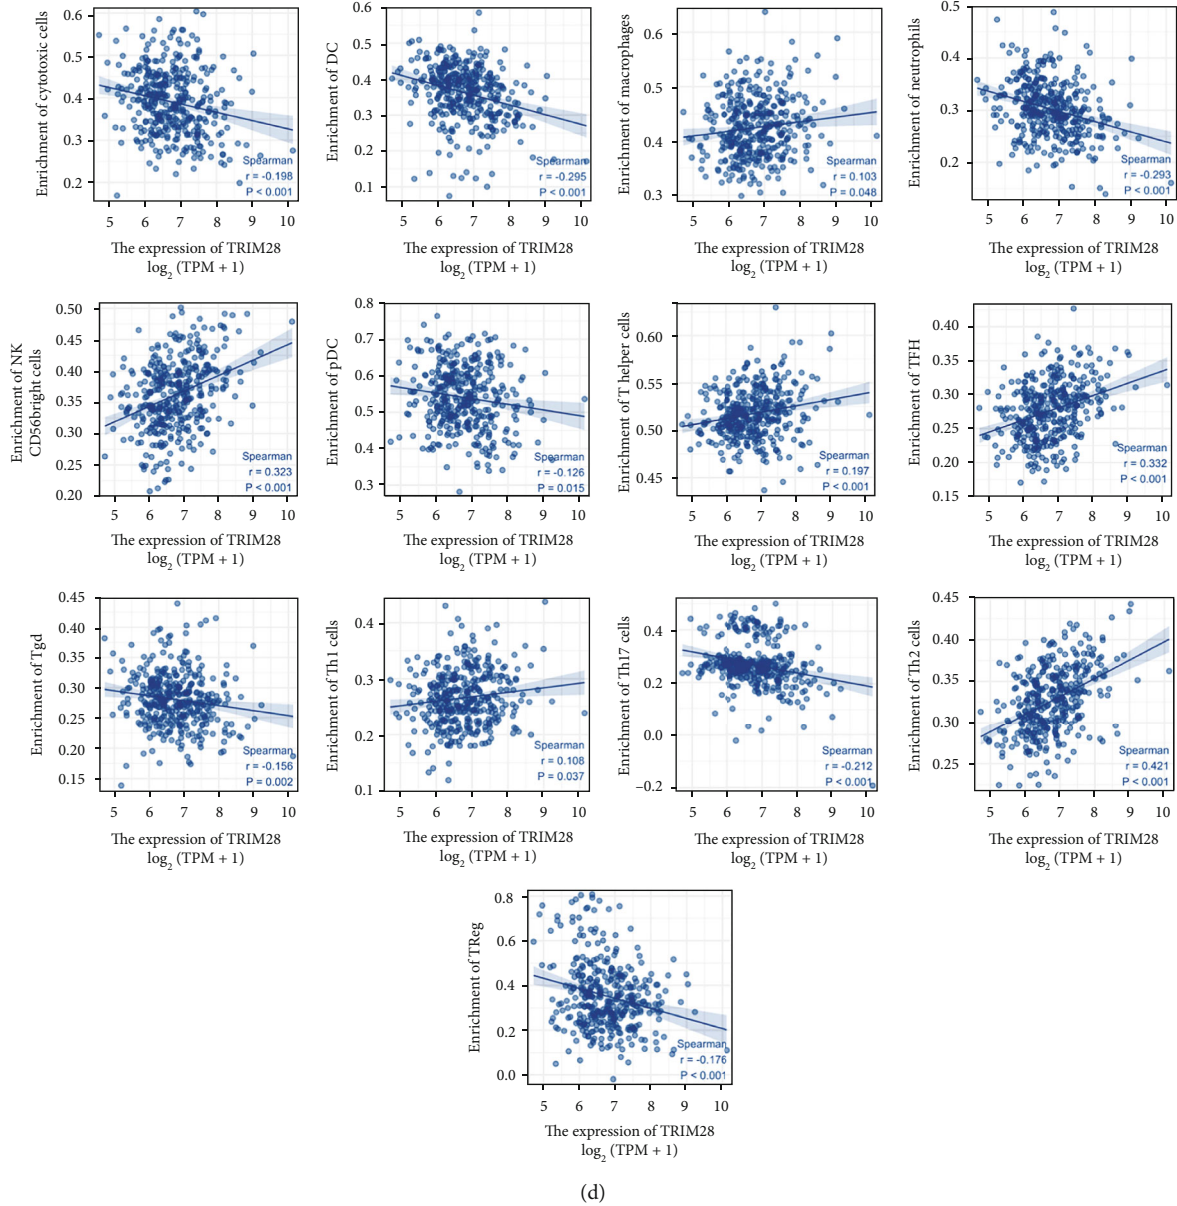 Enrichment of cytotoxic cells
0.6
0.5
0.4
0.3
0.2
Spearman
r = -0.198
P < 0.001
5 6 7 8 9 10
The expression of TRIM28
log2 (TPM + 1)
Enrichment of DC
0.6
0.5
0.4
0.3
0.2
0.1
Spearman
r = -0.295
P < 0.001
5 6 7 8 9 10
The expression of TRIM28
log2 (TPM + 1)
Enrichment of macrophages
0.6
0.5
0.4
0.3
Spearman
r = 0.103
P = 0.048
5 6 7 8 9 10
The expression of TRIM28
log2 (TPM + 1)
Enrichment of neutrophils
0.5
0.4
0.3
0.2
Spearman
r = -0.293
P < 0.001
5 6 7 8 9 10
The expression of TRIM28
log2 (TPM + 1)
Enrichment of NK
CD56bright cells
0.50
0.45
0.40
0.35
0.30
0.25
0.20
Spearman
r = 0.323
P < 0.001
5 6 7 8 9 10
The expression of TRIM28
log2 (TPM + 1)
Enrichment of pDC
0.8
0.7
0.6
0.5
0.4
0.3
Spearman
r = -0.126
P = 0.015
5 6 7 8 9 10
The expression of TRIM28
log2 (TPM + 1)
Enrichment of T helper cells
0.60
0.55
0.50
0.45
Spearman
r = 0.197
P < 0.001
5 6 7 8 9 10
The expression of TRIM28
log2 (TPM + 1)
Enrichment of TFH
0.40
0.35
0.30
0.25
0.20
0.15
Spearman
r = 0.332
P < 0.001
5 6 7 8 9 10
The expression of TRIM28
log2 (TPM + 1)
Enrichment of Tgd
0.45
0.40
0.35
0.30
0.25
0.20
0.15
Spearman
r = -0.156
P = 0.002
5 6 7 8 9 10
The expression of TRIM28
log2 (TPM + 1)
Enrichment of Th1 cells
0.4
0.3
0.2
0.1
Spearman
r = 0.108
P = 0.037
5 6 7 8 9 10
The expression of TRIM28
log2 (TPM + 1)
Enrichment of Th17 cells
0.4
0.2
0.0
–0.2
Spearman
r = -0.212
P < 0.001
5 6 7 8 9 10
The expression of TRIM28
log2 (TPM + 1)
Enrichment of Th2 cells
0.45
0.40
0.35
0.30
0.25
Spearman
r = 0.421
P < 0.001
5 6 7 8 9 10
The expression of TRIM28
log2 (TPM + 1)
Enrichment of TReg
0.8
0.6
0.4
0.2
0.0
Spearman
r = -0.176
P < 0.001
5 6 7 8 9 10
The expression of TRIM28
log2 (TPM + 1)
(d)